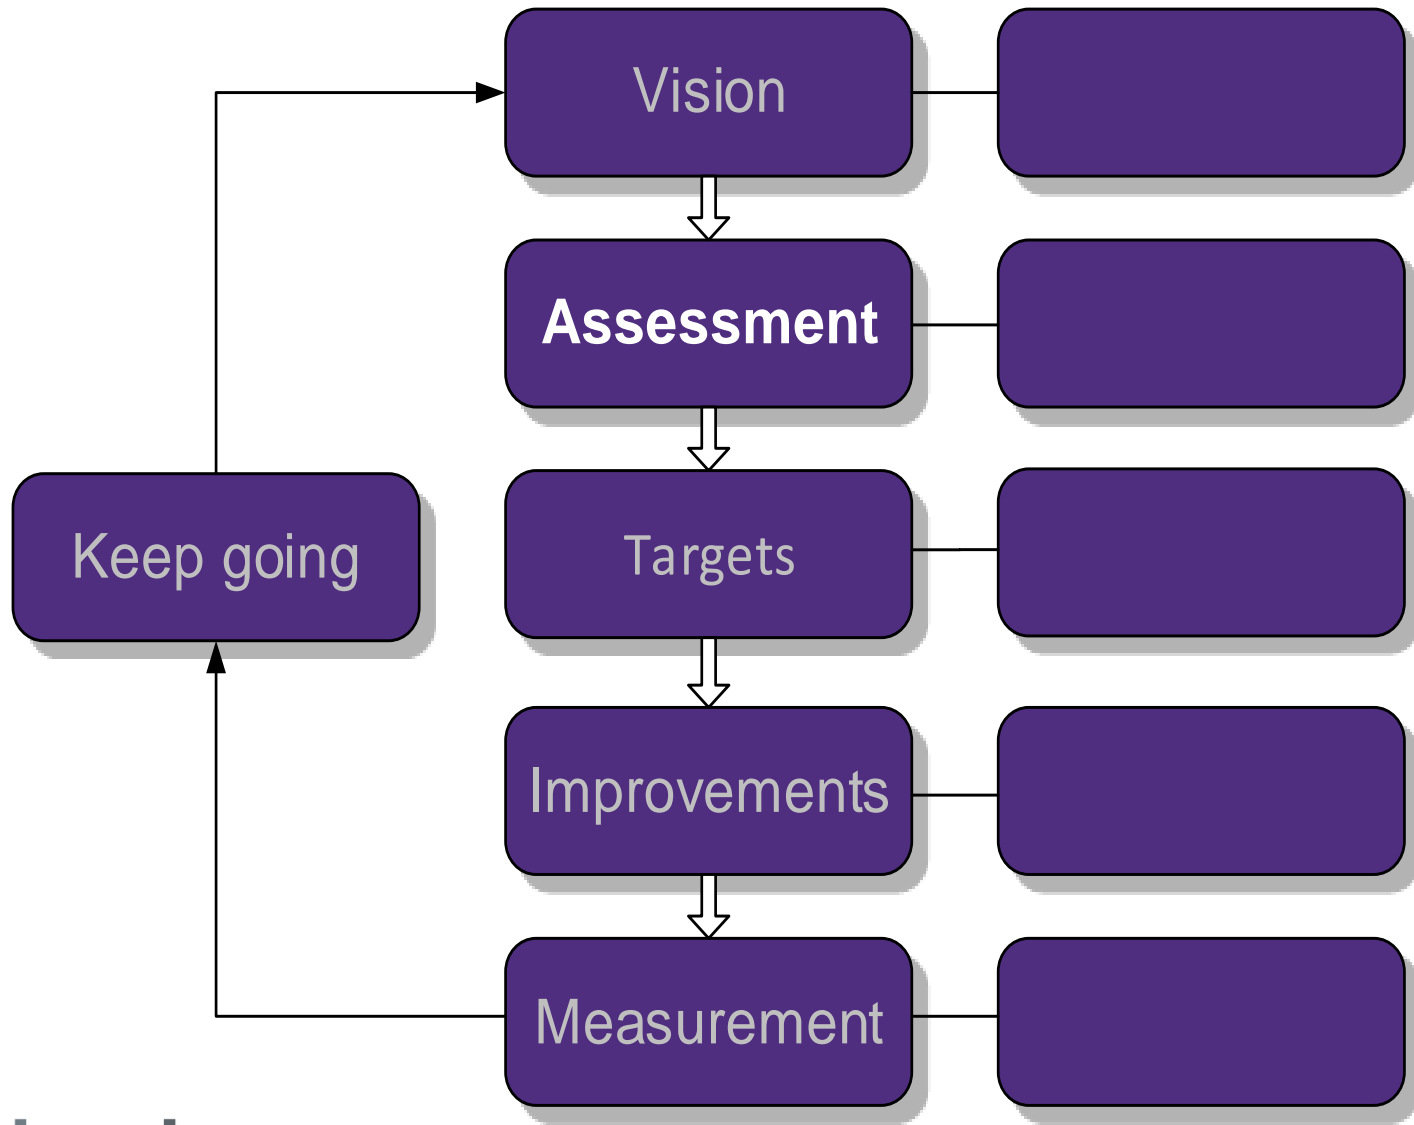 Vision
Assessment
Keep going
Targets
Improvements
Measurement